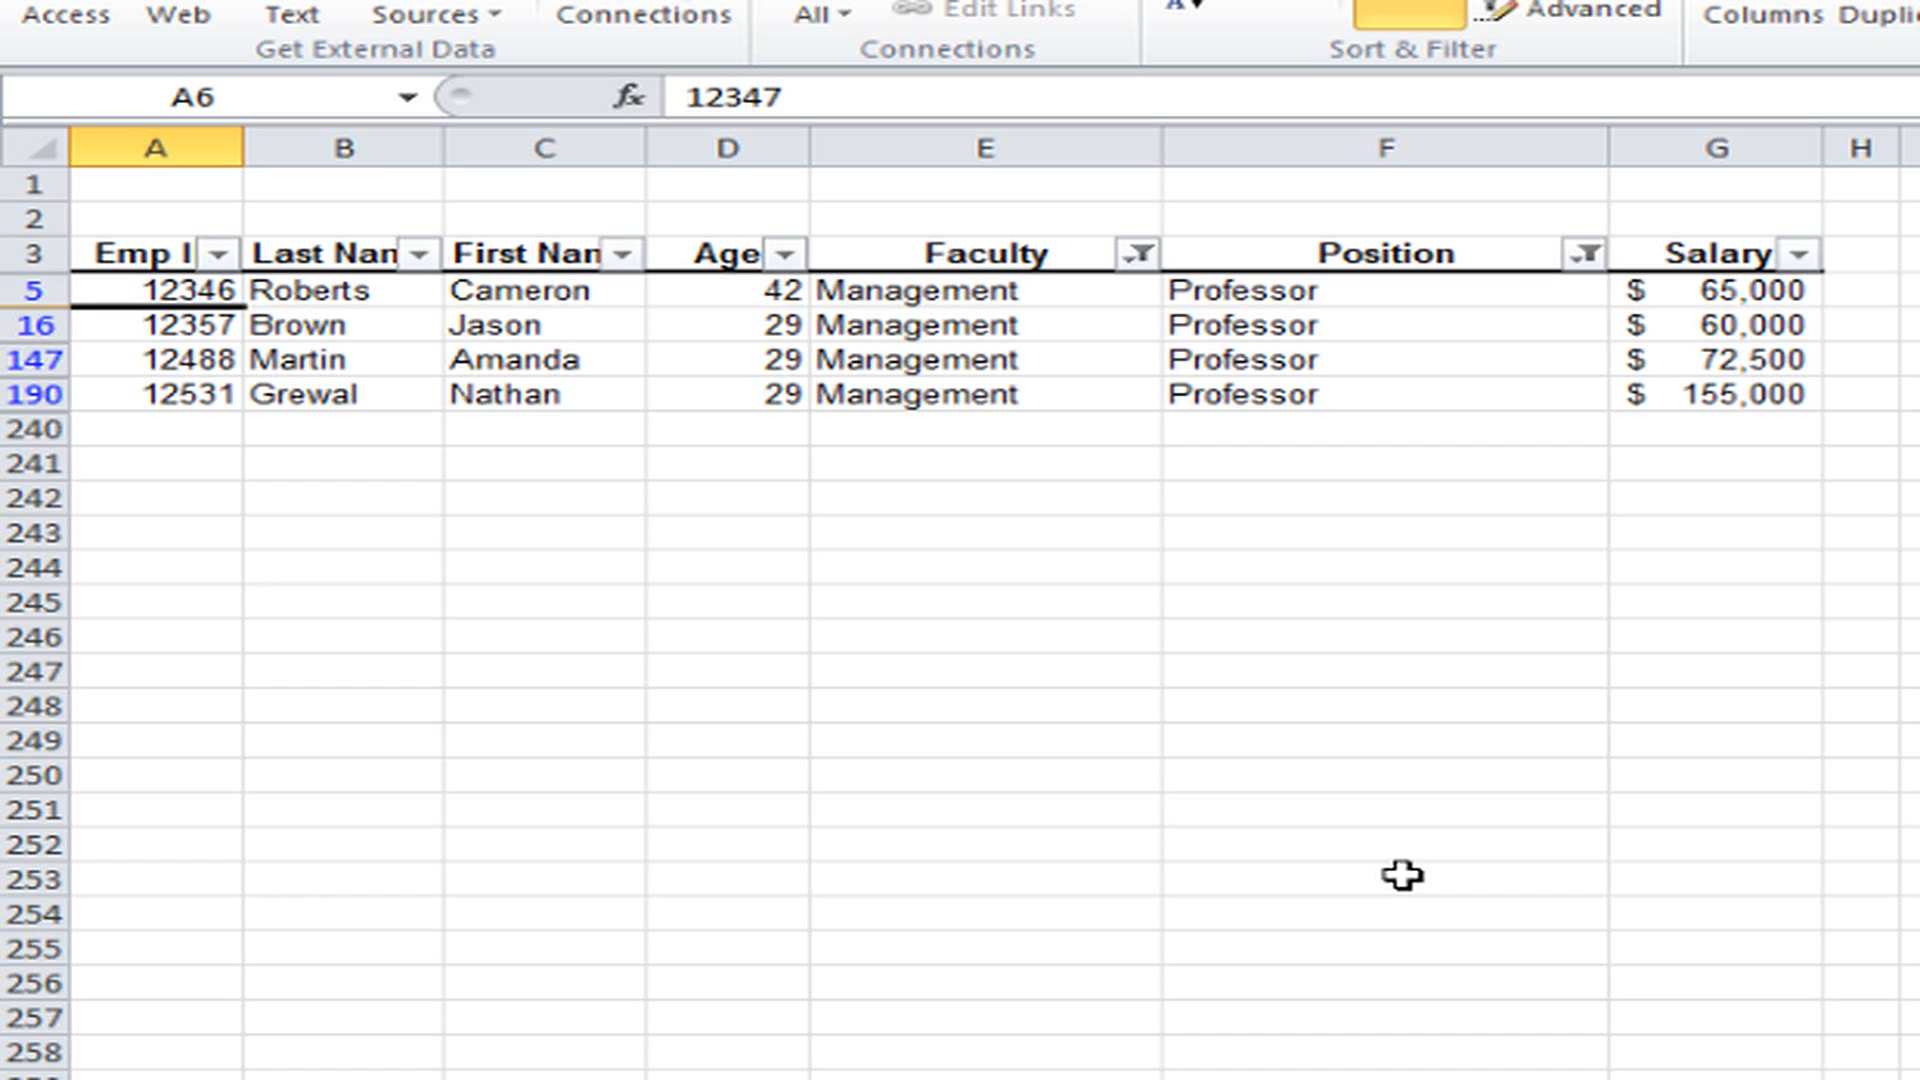 Access Web Text Sources Connections All Edit Links Advanced Columns
Get External Data Connections Sort & Filter
A6 fx 12347
A B C D E F G H
1
2
3 Emp I Last Nan First Nan Age Faculty Position Salary
5 12346 Roberts Cameron 42 Management Professor $ 65,000
16 12357 Brown Jason 29 Management Professor $ 60,000
147 12488 Martin Amanda 29 Management Professor $ 72,500
190 12531 Grewal Nathan 29 Management Professor $ 155,000
240
241
242
243
244
245
246
247
248
249
250
251
252
253
254
255
256
257
258